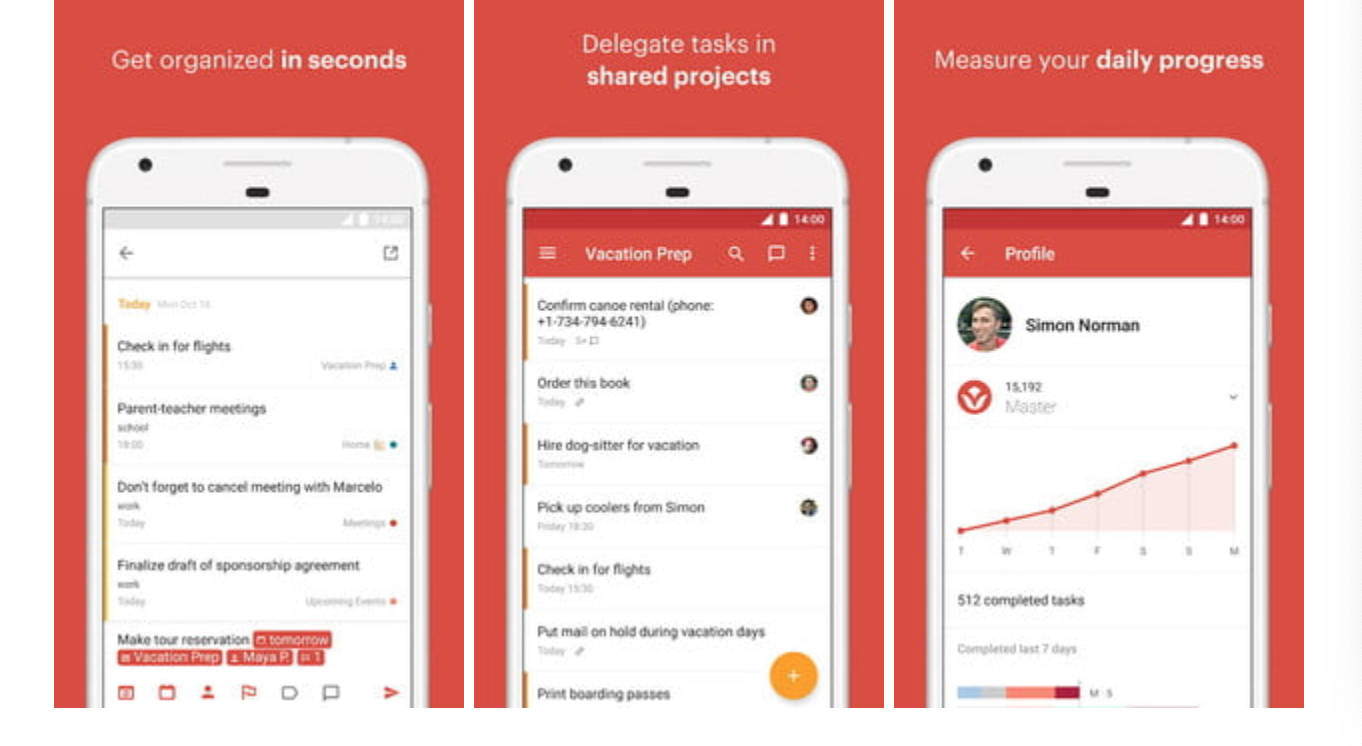 Get organized in seconds
14:00
Today Mon Oct 16
Check in for flights
15:30 Vacation Prep
Parent-teacher meetings
school
18:00 Home
Don't forget to cancel meeting with Marcelo
work
Today Meetings
Finalize draft of sponsorship agreement
work
Today Upcoming Events
Make tour reservation tomorrow
Vacation Prep Maya P. 1
Delegate tasks in
shared projects
14:00
Vacation Prep
Confirm canoe rental (phone:
+1-734-794-6241)
Today
Order this book
Today
Hire dog-sitter for vacation
Tomorrow
Pick up coolers from Simon
Friday 18:30
Check in for flights
Today 15:30
Put mail on hold during vacation days
Today
Print boarding passes
Measure your daily progress
14:00
Profile
Simon Norman
15,192
Master
T W T F S S M
512 completed tasks
Completed last 7 days
M - S